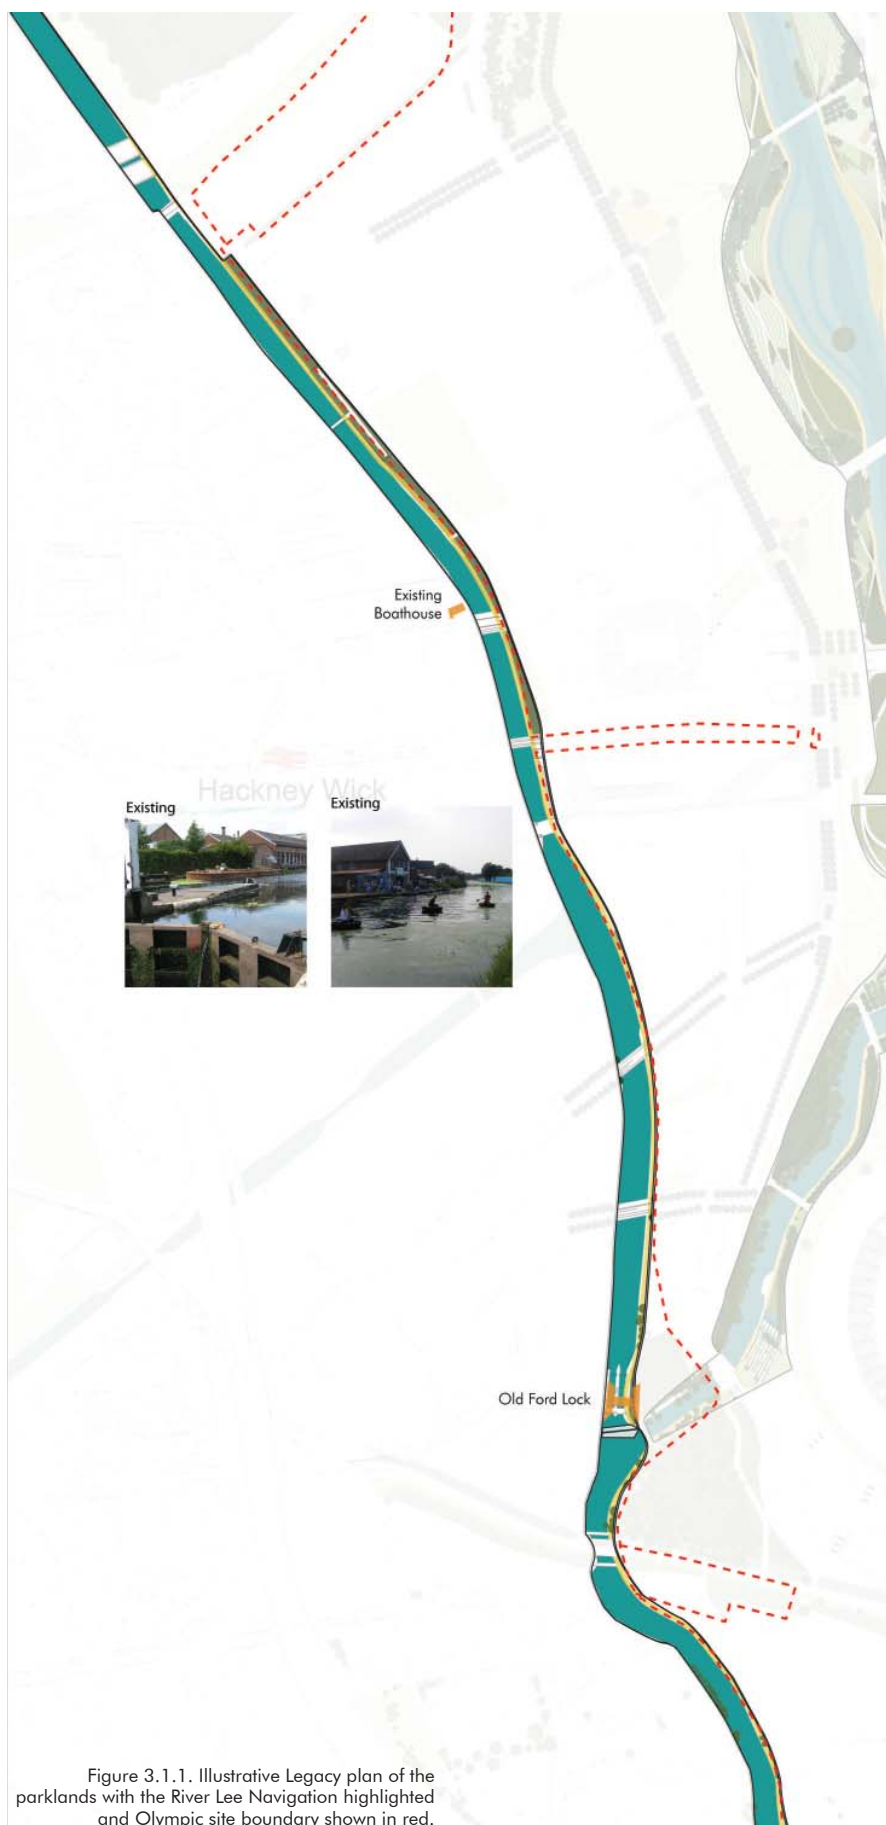 Existing
Boathouse
Hackney Wick
Existing
Existing
Old Ford Lock
Figure 3.1.1. Illustrative Legacy plan of the
parklands with the River Lee Navigation highlighted
and Olympic site boundary shown in red.